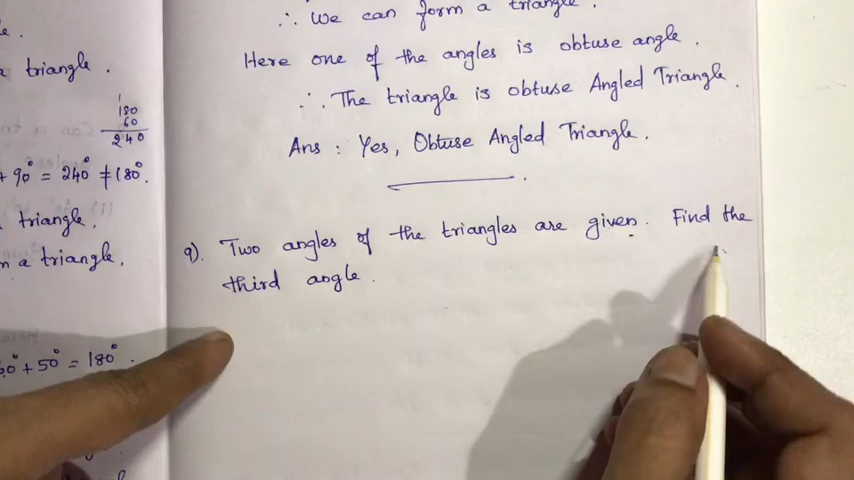 e.
a triangle.
180
60
240
+ 90° = 240° ≠ 180°.
triangle.
n a triangle,
0° + 50° = 180°.
∴ We can form a triangle.
Here one of the angles is obtuse angle.
∴ The triangle is obtuse Angled Triangle.
Ans : Yes, Obtuse Angled Triangle.
9). Two angles of the triangles are given. Find the
third angle.